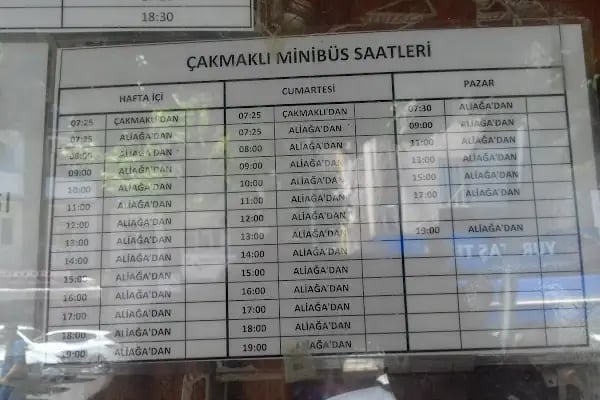 18:30
ÇAKMAKLI MİNİBÜS SAATLERİ
HAFTA İÇİ CUMARTESİ PAZAR
07:25 ÇAKMAKLI'DAN 07:25 ÇAKMAKLI'DAN 07:30 ALİAĞA'DAN
07:25 ALİAĞA'DAN 07:25 ALİAĞA'DAN 09:00 ALİAĞA'DAN
08:00 ALİAĞA'DAN 08:00 ALİAĞA'DAN 11:00 ALİAĞA'DAN
09:00 ALİAĞA'DAN 09:00 ALİAĞA'DAN 13:00 ALİAĞA'DAN
10:00 ALİAĞA'DAN 10:00 ALİAĞA'DAN 15:00 ALİAĞA'DAN
11:00 ALİAĞA'DAN 11:00 ALİAĞA'DAN 17:00 ALİAĞA'DAN
12:00 ALİAĞA'DAN 12:00 ALİAĞA'DAN
13:00 ALİAĞA'DAN 13:00 ALİAĞA'DAN 19:00 ALİAĞA'DAN
14:00 ALİAĞA'DAN 14:00 ALİAĞA'DAN
15:00 ALİAĞA'DAN 15:00 ALİAĞA'DAN
16:00 ALİAĞA'DAN 16:00 ALİAĞA'DAN
17:00 ALİAĞA'DAN 17:00 ALİAĞA'DAN
18:00 ALİAĞA'DAN 18:00 ALİAĞA'DAN
19:00 ALİAĞA'DAN 19:00 ALİAĞA'DAN